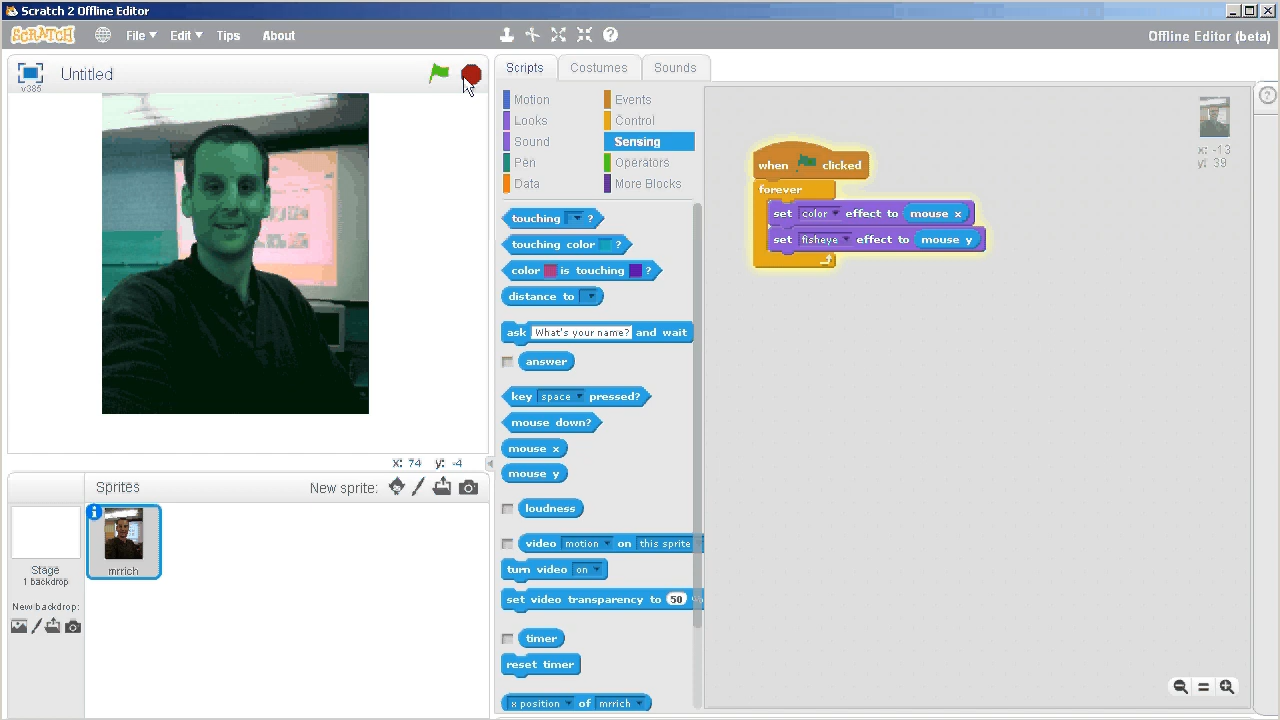 Scratch 2 Offline Editor
SCRATCH File Edit Tips About Offline Editor (beta)
Untitled
v385
Scripts Costumes Sounds
Motion Events
Looks Control
Sound Sensing
Pen Operators
Data More Blocks
touching ?
touching color ?
color is touching ?
distance to
ask What's your name? and wait
answer
key space pressed?
mouse down?
mouse x
mouse y
loudness
video motion on this sprite
turn video on
set video transparency to 50 %
timer
reset timer
x position of mrrich
when clicked
forever
set color effect to mouse x
set fisheye effect to mouse y
x: -13
y: 39
x: 74 y: -4
Sprites New sprite:
mrrich
Stage
1 backdrop
New backdrop: